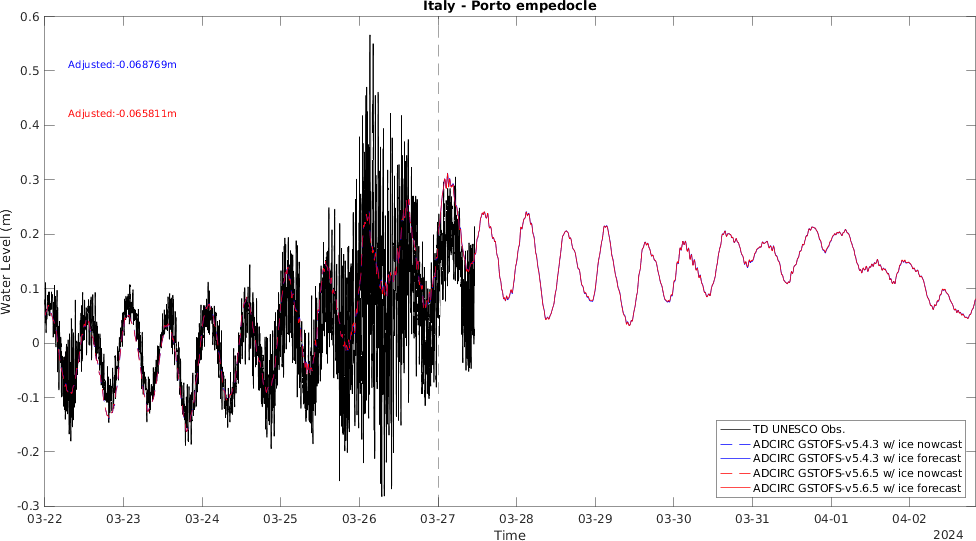 Italy - Porto empedocle
0.6
0.5
0.4
0.3
0.2
0.1
0
-0.1
-0.2
-0.3
Water Level (m)
Adjusted:-0.068769m
Adjusted:-0.065811m
TD UNESCO Obs.
ADCIRC GSTOFS-v5.4.3 w/ ice nowcast
ADCIRC GSTOFS-v5.4.3 w/ ice forecast
ADCIRC GSTOFS-v5.6.5 w/ ice nowcast
ADCIRC GSTOFS-v5.6.5 w/ ice forecast
03-22 03-23 03-24 03-25 03-26 03-27 03-28 03-29 03-30 03-31 04-01 04-02
Time
2024